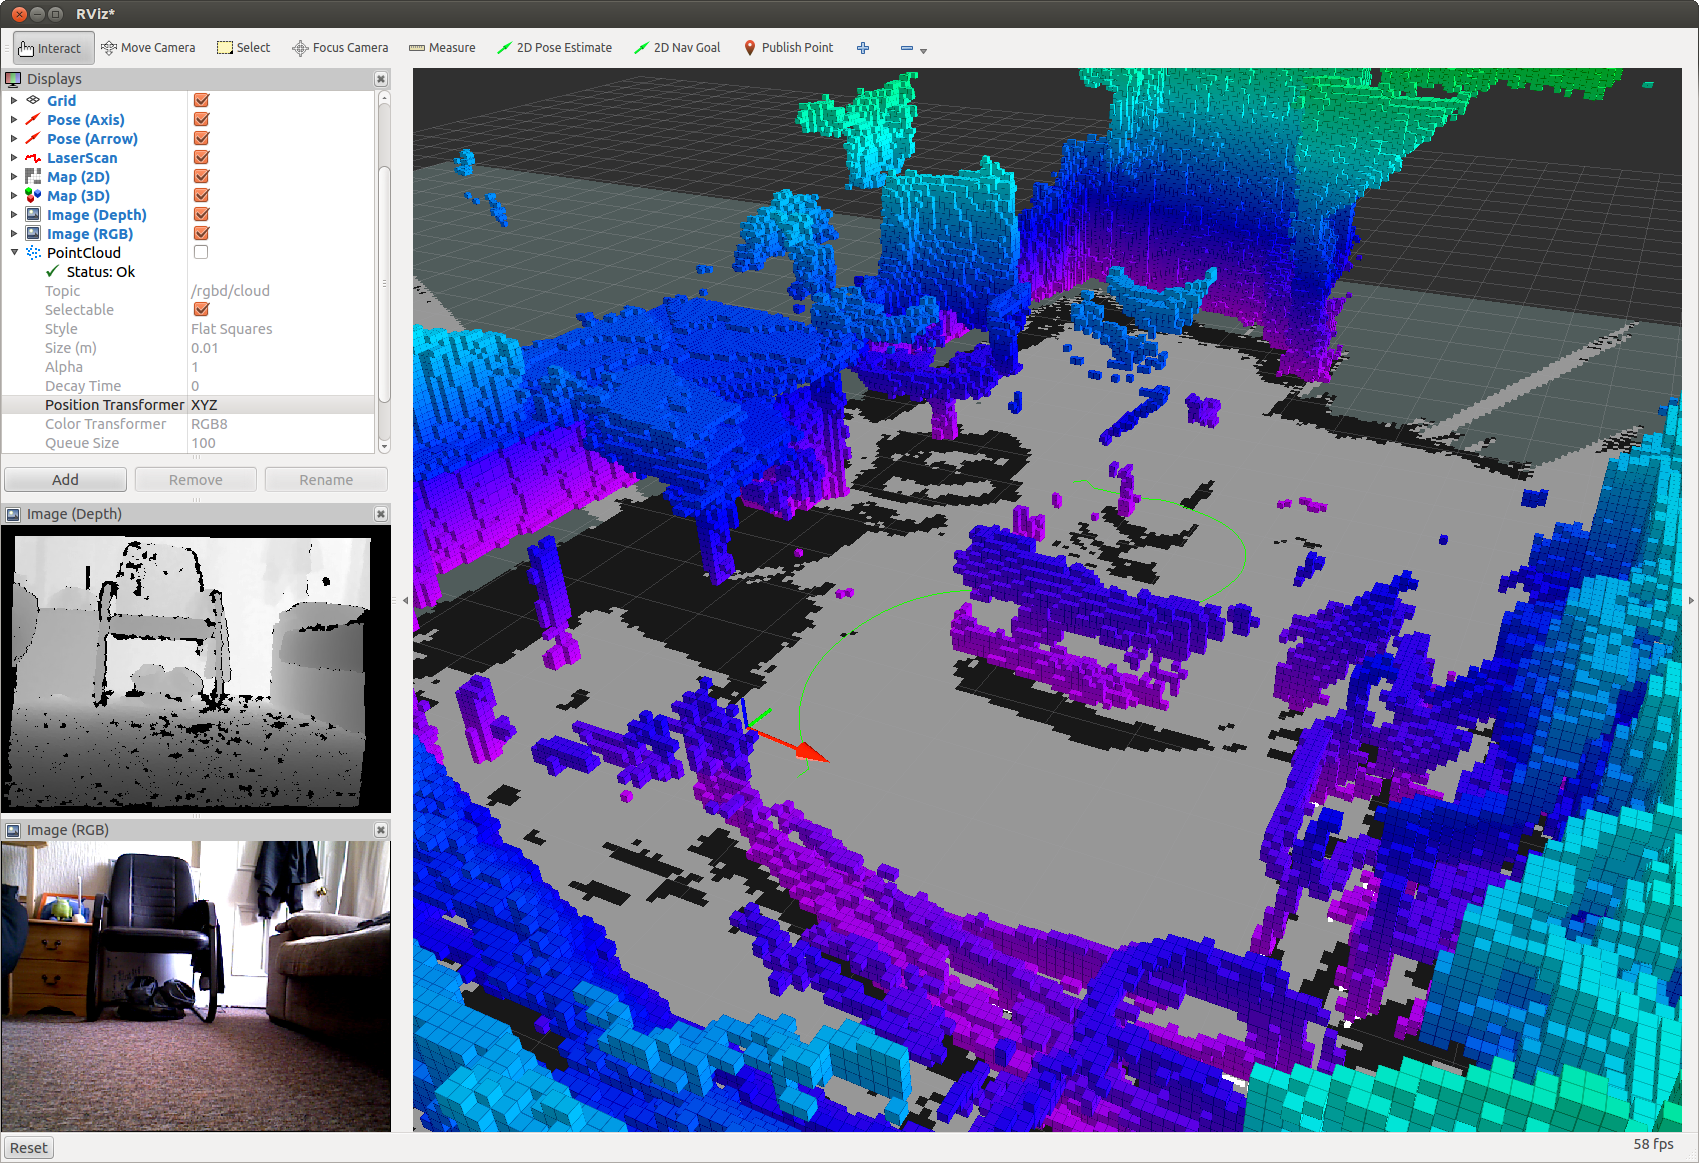 RViz*
Interact Move Camera Select Focus Camera Measure 2D Pose Estimate 2D Nav Goal Publish Point
Displays
Grid
Pose (Axis)
Pose (Arrow)
LaserScan
Map (2D)
Map (3D)
Image (Depth)
Image (RGB)
PointCloud
Status: Ok
Topic /rgbd/cloud
Selectable
Style Flat Squares
Size (m) 0.01
Alpha 1
Decay Time 0
Position Transformer XYZ
Color Transformer RGB8
Queue Size 100
Add Remove Rename
Image (Depth)
Image (RGB)
Reset 58 fps